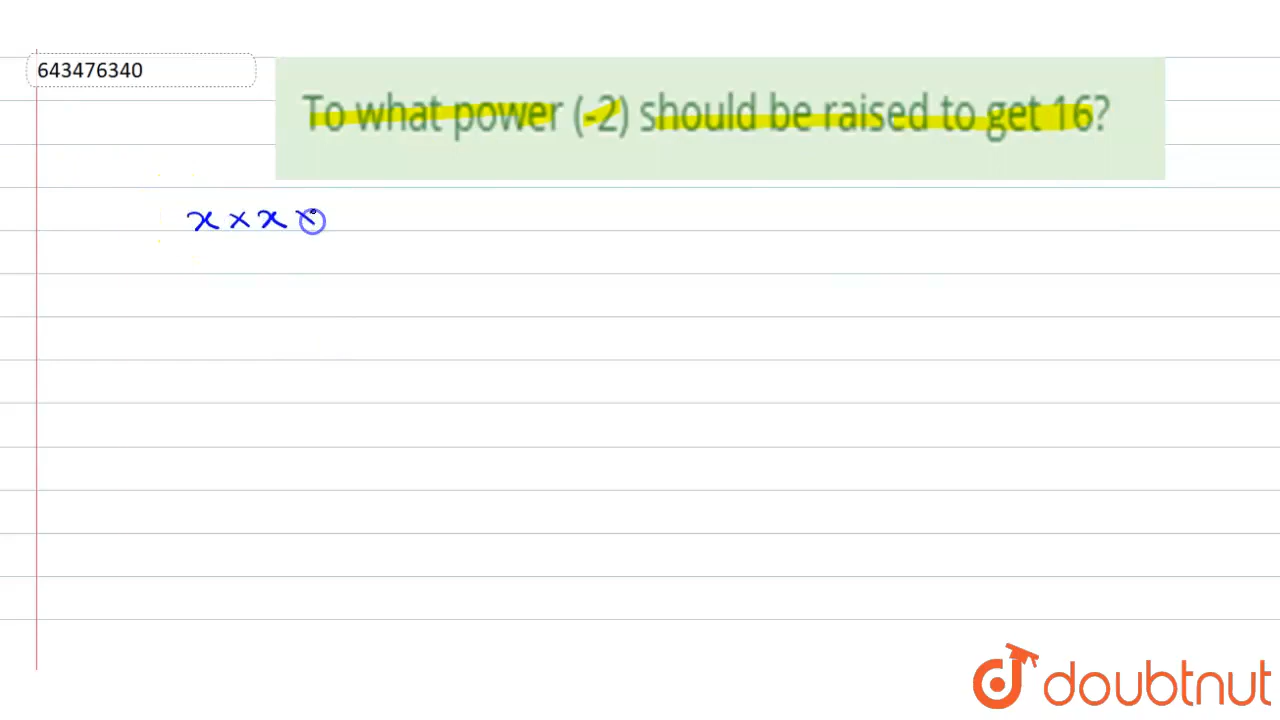 643476340
To what power (-2) should be raised to get 16?
x × x ×
doubtnut